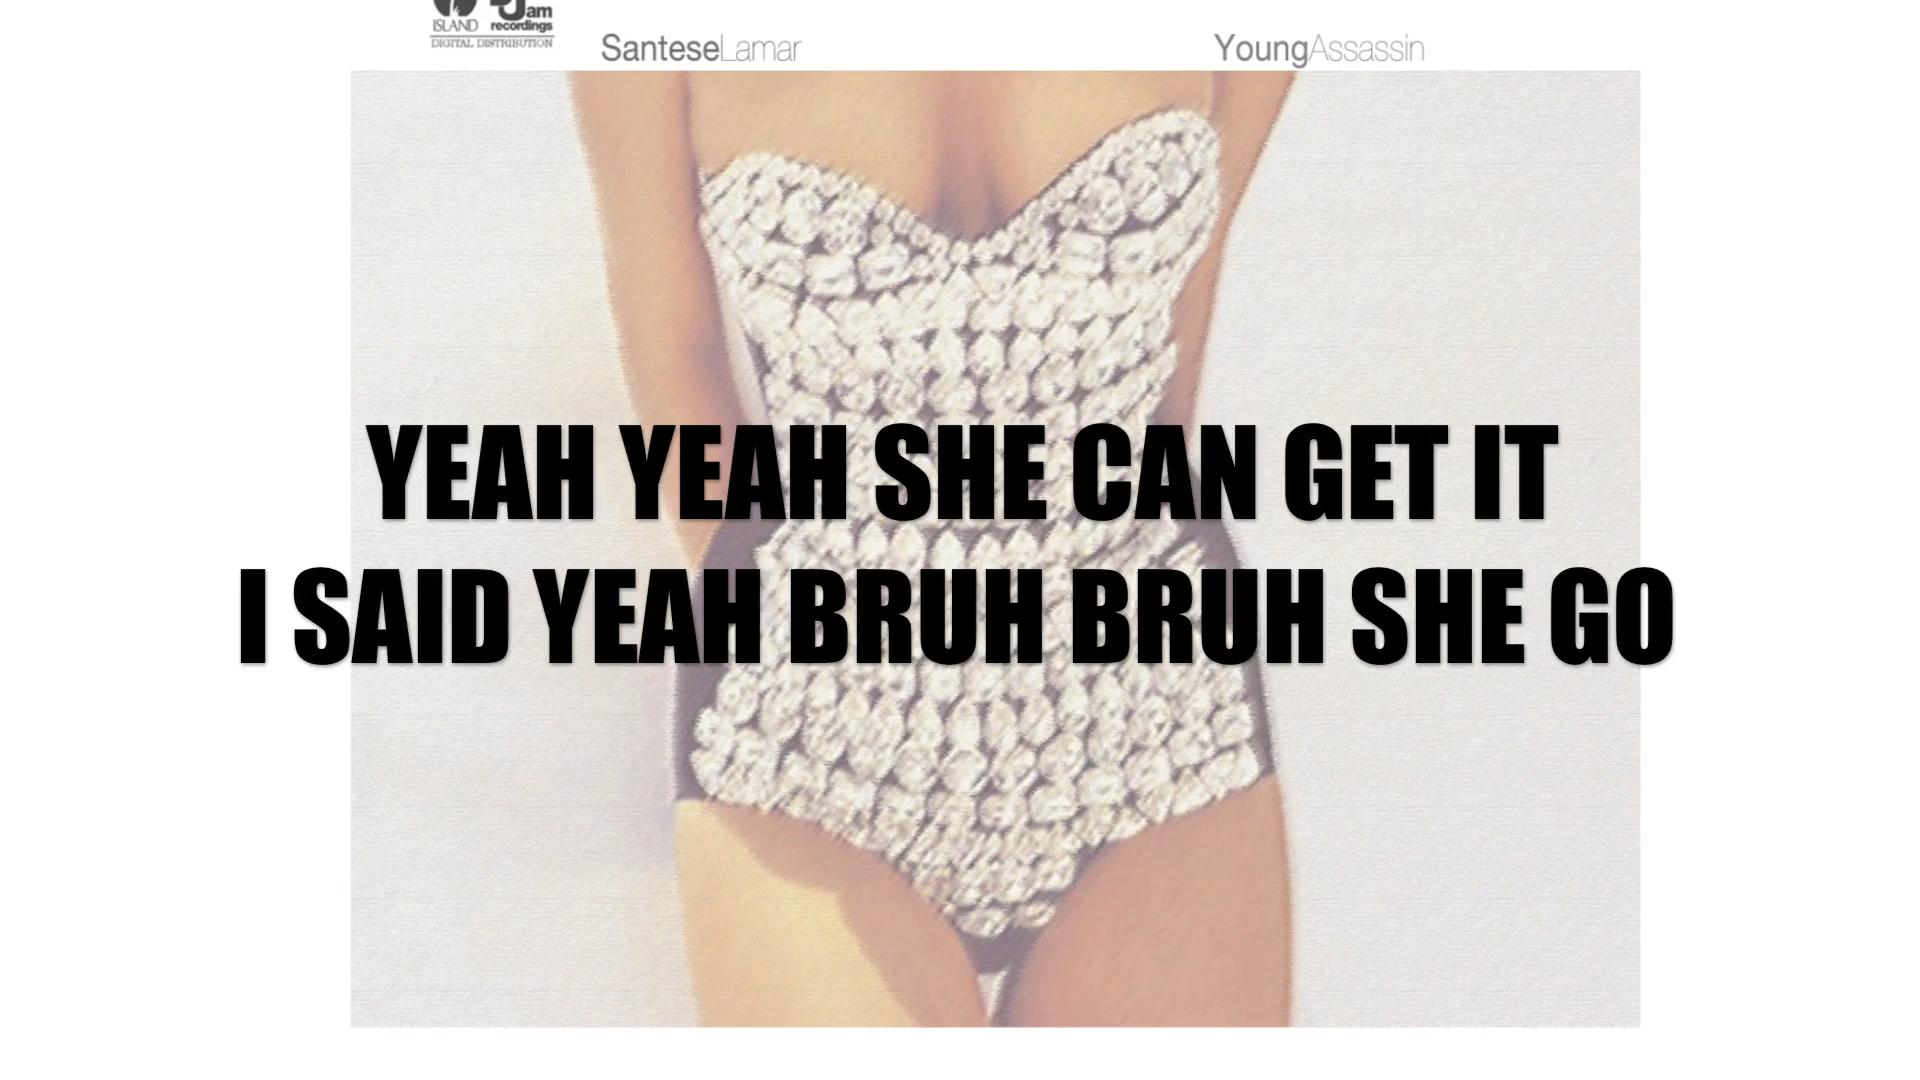 ISLAND
Jam
recordings
DIGITAL DISTRIBUTION
SanteseLamar
YoungAssassin
YEAH YEAH SHE CAN GET IT
I SAID YEAH BRUH BRUH SHE GO